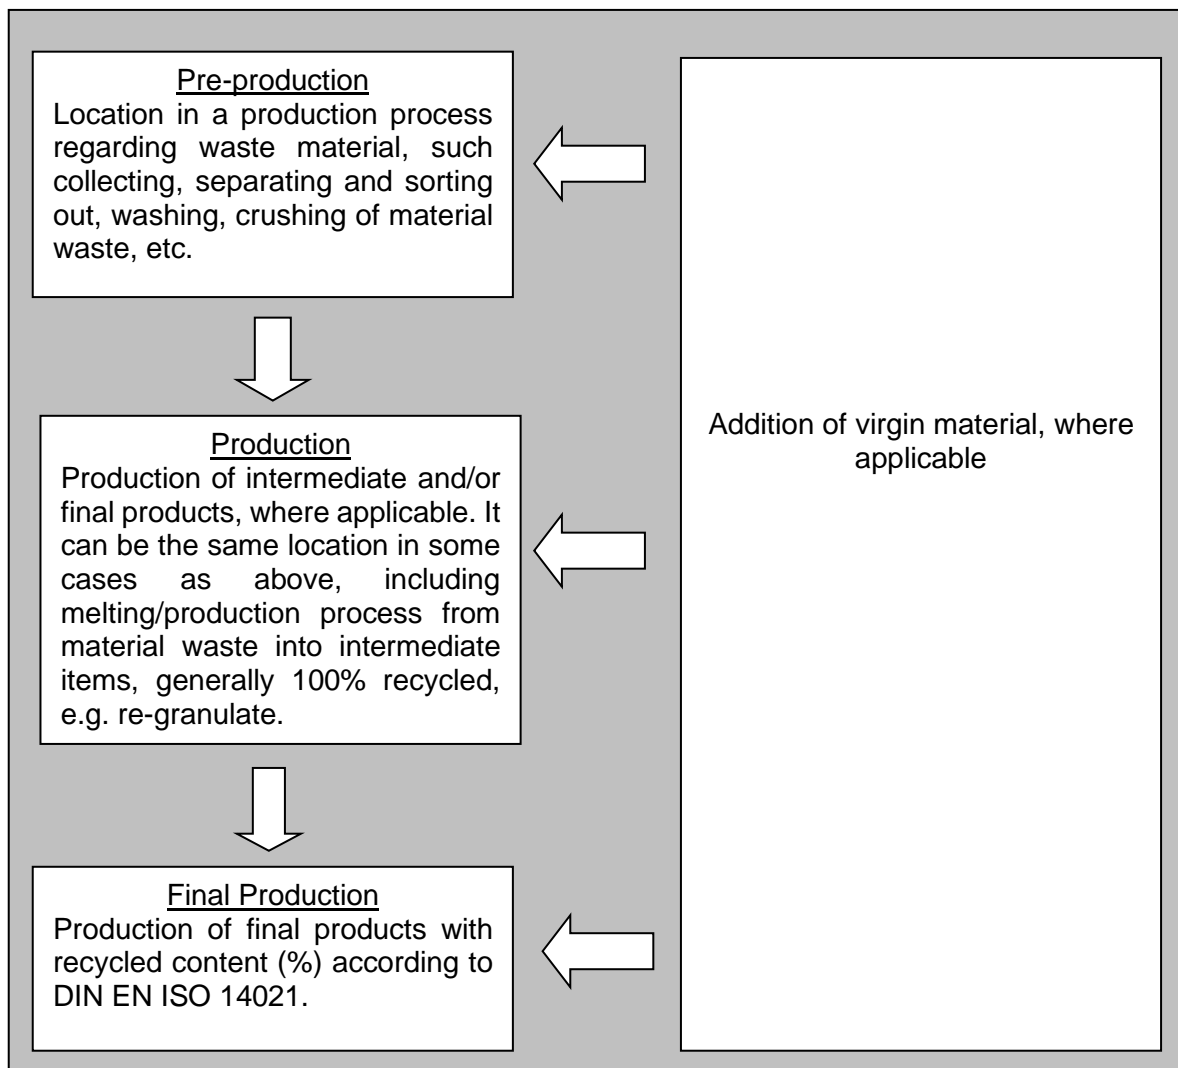 Pre-production
Location in a production process
regarding waste material, such
collecting, separating and sorting
out, washing, crushing of material
waste, etc.
Production
Production of intermediate and/or
final products, where applicable. It
can be the same location in some
cases as above, including
melting/production process from
material waste into intermediate
items, generally 100% recycled,
e.g. re-granulate.
Final Production
Production of final products with
recycled content (%) according to
DIN EN ISO 14021.
Addition of virgin material, where
applicable